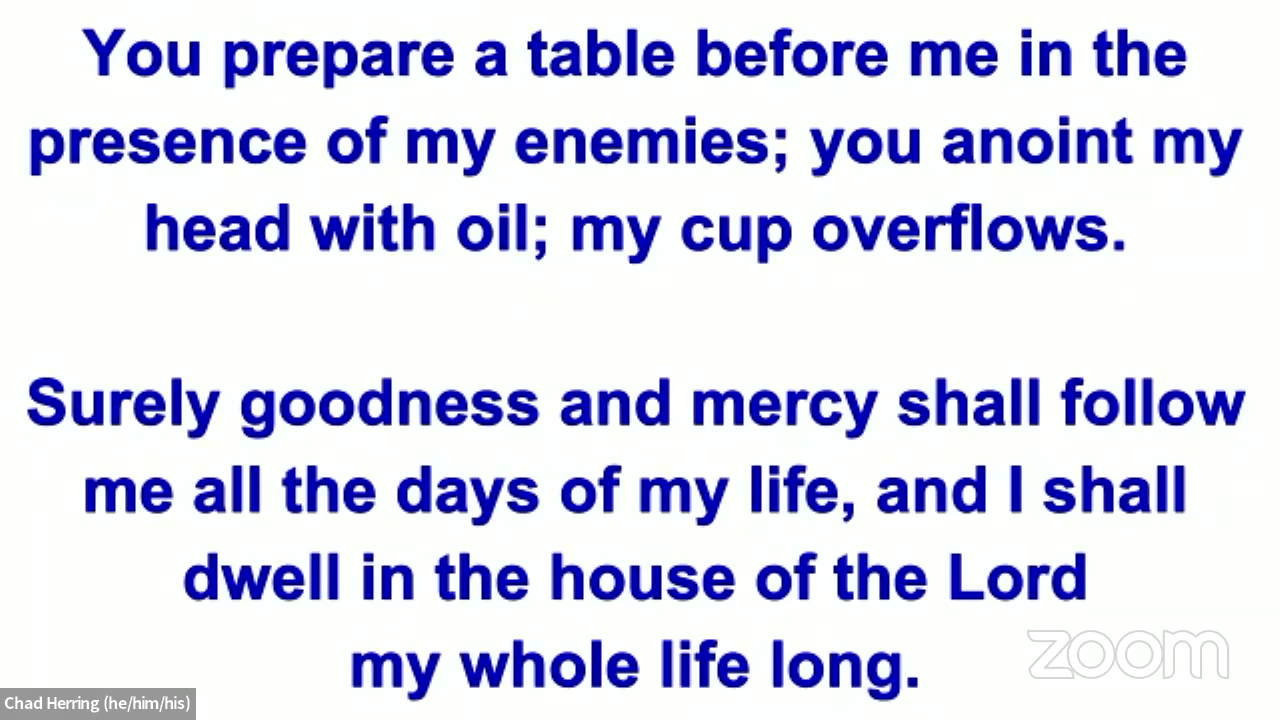 You prepare a table before me in the
presence of my enemies; you anoint my
head with oil; my cup overflows.
Surely goodness and mercy shall follow
me all the days of my life, and I shall
dwell in the house of the Lord
my whole life long.
zoom
Chad Herring (he/him/his)